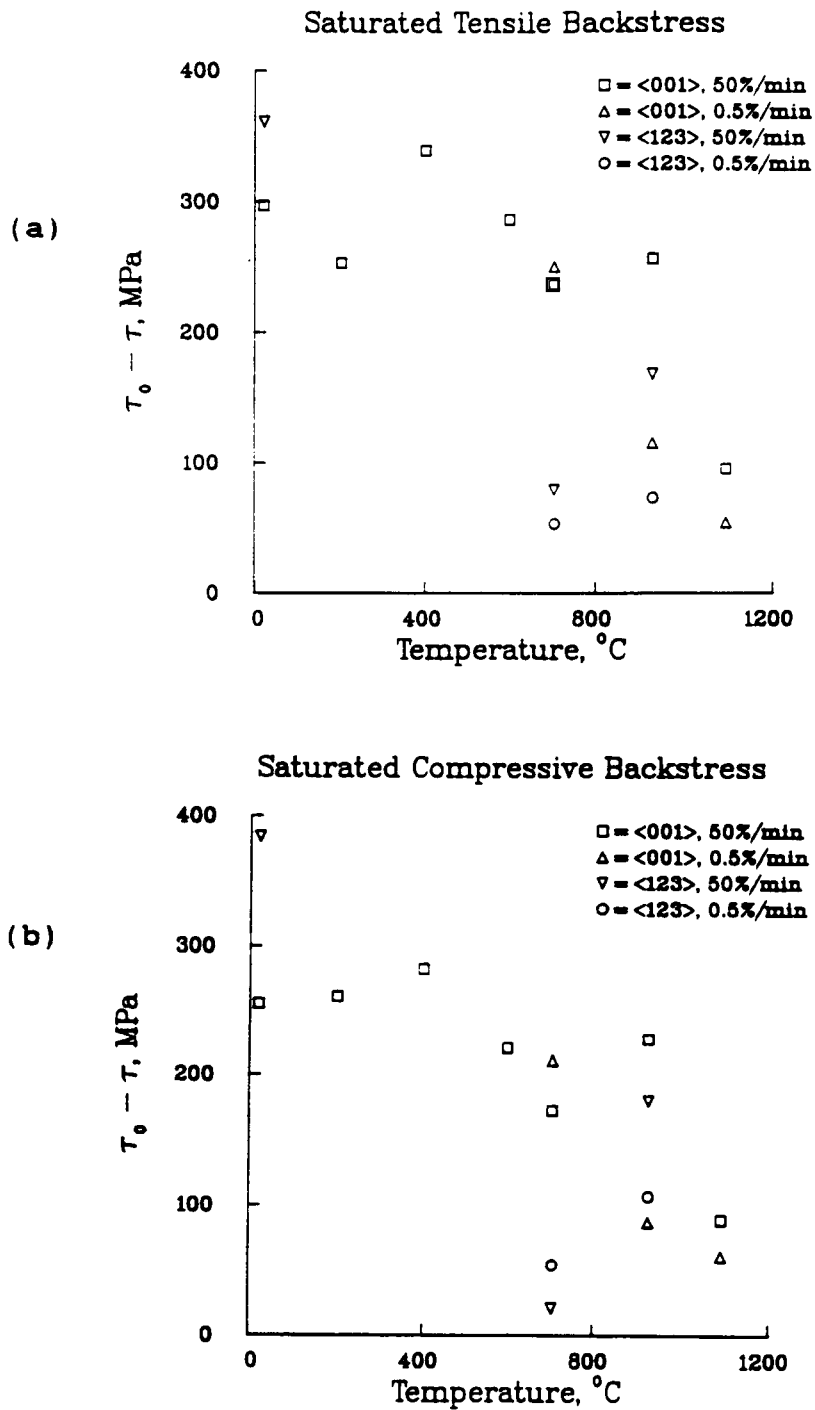 Saturated Tensile Backstress
□ = <001>, 50%/min
△ = <001>, 0.5%/min
▽ = <123>, 50%/min
○ = <123>, 0.5%/min
(a)
400
300
200
100
0
τ₀ − τ, MPa
0 400 800 1200
Temperature, °C
Saturated Compressive Backstress
□ = <001>, 50%/min
△ = <001>, 0.5%/min
▽ = <123>, 50%/min
○ = <123>, 0.5%/min
(b)
400
300
200
100
0
τ₀ − τ, MPa
0 400 800 1200
Temperature, °C